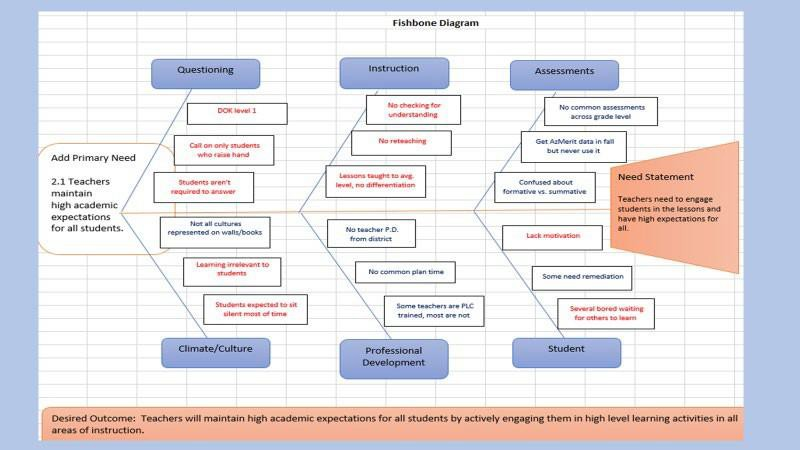 Fishbone Diagram
Questioning
Instruction
Assessments
DOK level 1
Call on only students
who raise hand
Students aren't
required to answer
No checking for
understanding
No reteaching
Lessons taught to avg.
level, no differentiation
No common assessments
across grade level
Get AzMerit data in fall
but never use it
Confused about
formative vs. summative
Add Primary Need
2.1 Teachers
maintain
high academic
expectations
for all students.
Need Statement
Teachers need to engage
students in the lessons and
have high expectations for
all.
Not all cultures
represented on walls/books
Learning irrelevant to
students
Students expected to sit
silent most of time
No teacher P.D.
from district
No common plan time
Some teachers are PLC
trained, most are not
Lack motivation
Some need remediation
Several bored waiting
for others to learn
Climate/Culture
Professional
Development
Student
Desired Outcome: Teachers will maintain high academic expectations for all students by actively engaging them in high level learning activities in all
areas of instruction.